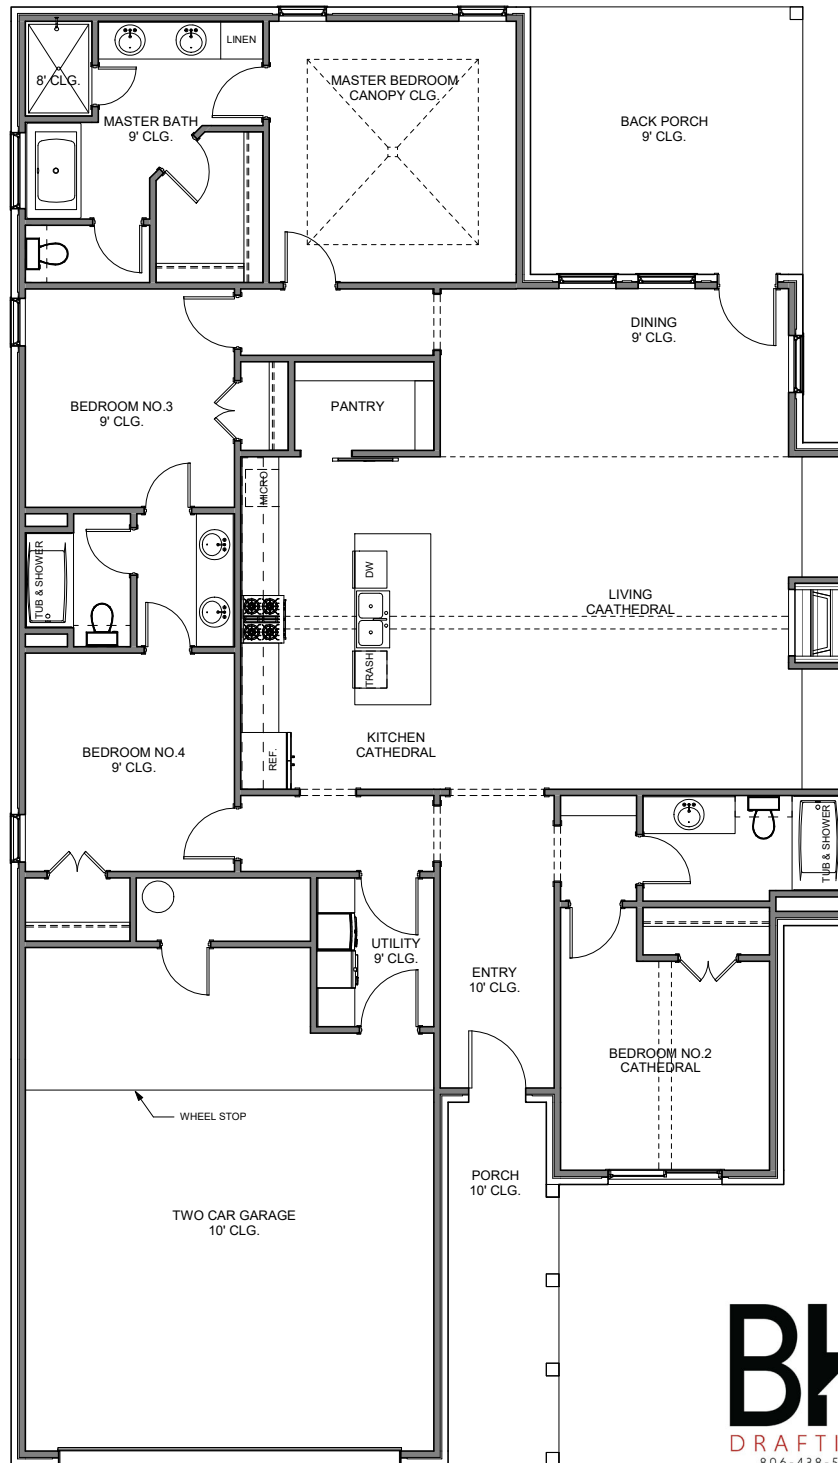 LINEN
8' CLG.
MASTER BATH
9' CLG.
MASTER BEDROOM
CANOPY CLG.
BACK PORCH
9' CLG.
DINING
9' CLG.
BEDROOM NO.3
9' CLG.
PANTRY
MICRO
TUB & SHOWER
DW
TRASH
LIVING
CAATHEDRAL
KITCHEN
CATHEDRAL
REF.
BEDROOM NO.4
9' CLG.
TUB & SHOWER
UTILITY
9' CLG.
ENTRY
10' CLG.
BEDROOM NO.2
CATHEDRAL
WHEEL STOP
PORCH
10' CLG.
TWO CAR GARAGE
10' CLG.
DRAFTI